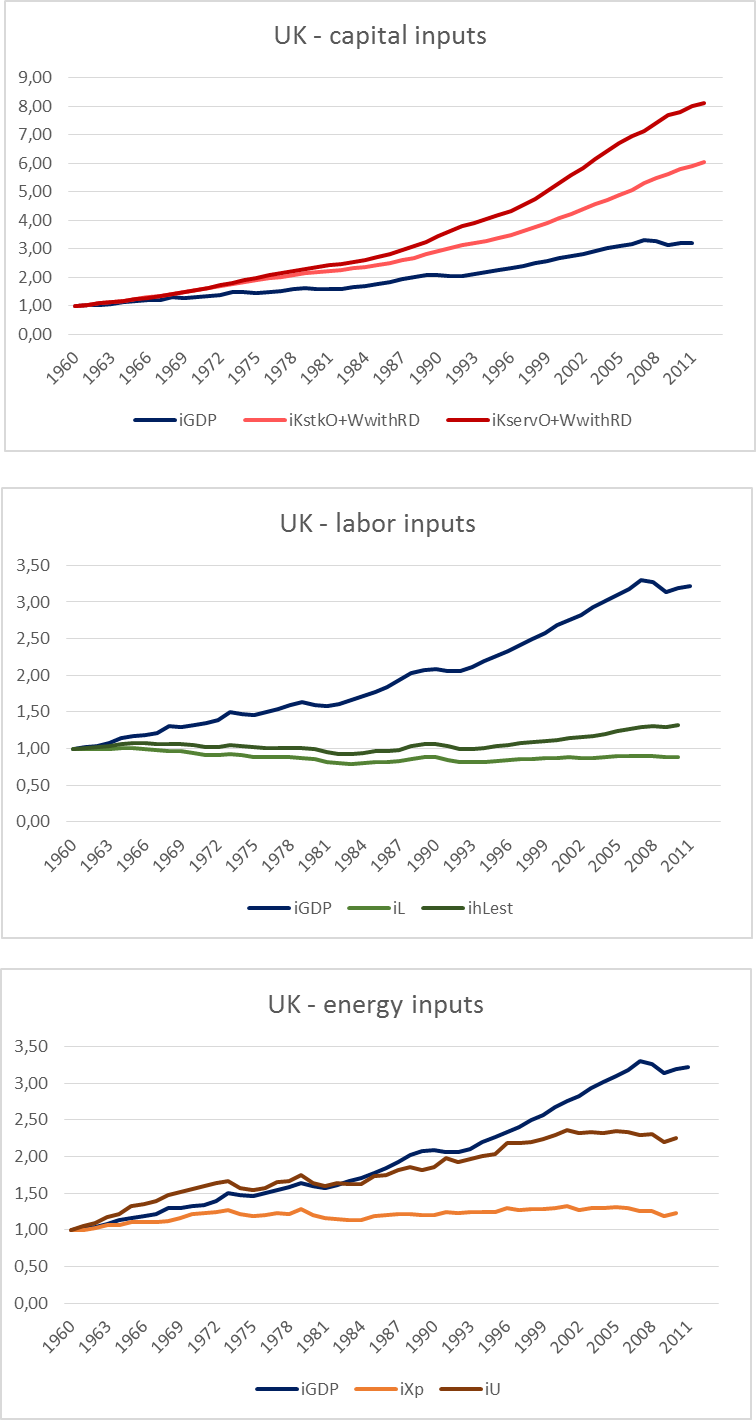 UK - capital inputs
9,00
8,00
7,00
6,00
5,00
4,00
3,00
2,00
1,00
0,00
1960 1963 1966 1969 1972 1975 1978 1981 1984 1987 1990 1993 1996 1999 2002 2005 2008 2011
iGDP iKstkO+WwithRD iKservO+WwithRD
UK - labor inputs
3,50
3,00
2,50
2,00
1,50
1,00
0,50
0,00
1960 1963 1966 1969 1972 1975 1978 1981 1984 1987 1990 1993 1996 1999 2002 2005 2008 2011
iGDP iL ihLest
UK - energy inputs
3,50
3,00
2,50
2,00
1,50
1,00
0,50
0,00
1960 1963 1966 1969 1972 1975 1978 1981 1984 1987 1990 1993 1996 1999 2002 2005 2008 2011
iGDP iXp iU